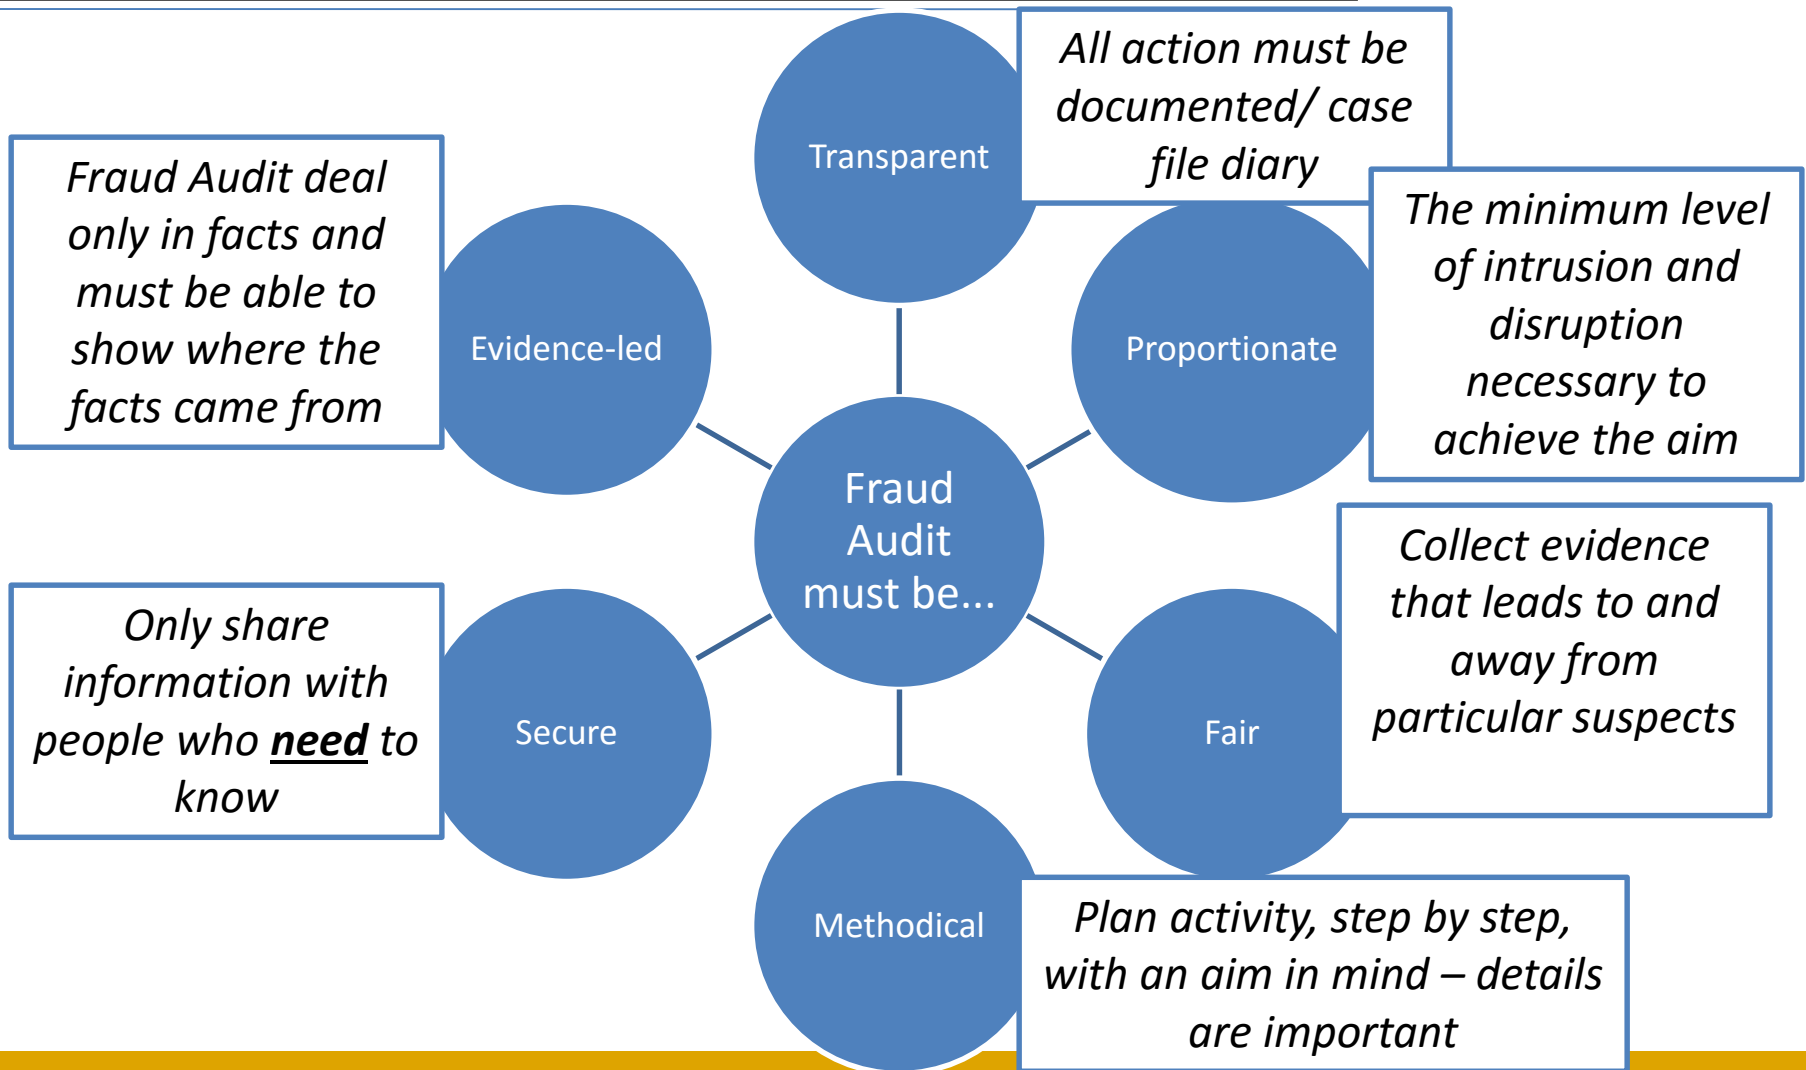 Transparent
All action must be
documented/ case
file diary
Proportionate
The minimum level
of intrusion and
disruption
necessary to
achieve the aim
Fair
Collect evidence
that leads to and
away from
particular suspects
Methodical
Plan activity, step by step,
with an aim in mind – details
are important
Secure
Only share
information with
people who need to
know
Evidence-led
Fraud Audit deal
only in facts and
must be able to
show where the
facts came from
Fraud
Audit
must be...